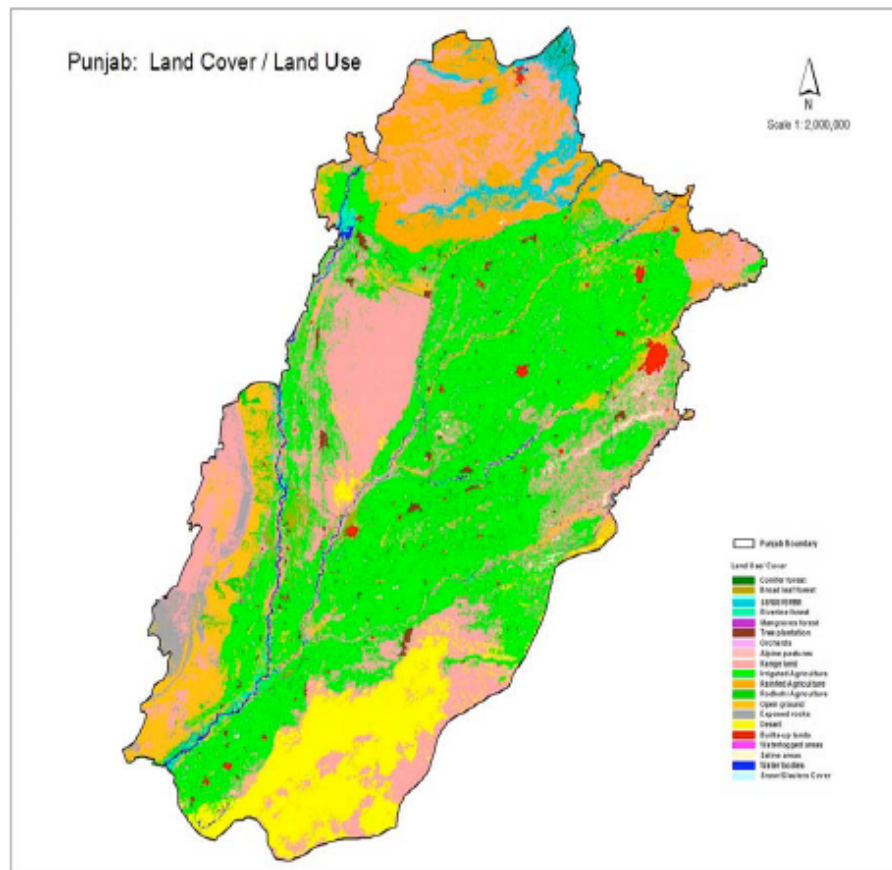 Punjab: Land Cover / Land Use
N
Scale 1: 2,000,000
Punjab Boundary
Land Use/ Cover
Conifer forest
Broad leaf forest
Riverine forest
Mangroves forest
Tree plantation
Orchards
Alpine pastures
Range land
Irrigated Agriculture
Rainfed Agriculture
Rodkohi Agriculture
Open ground
Exposed rocks
Desert
Builts-up lands
Waterlogged areas
Saline areas
Water bodies
Snow/Glaciers Cover